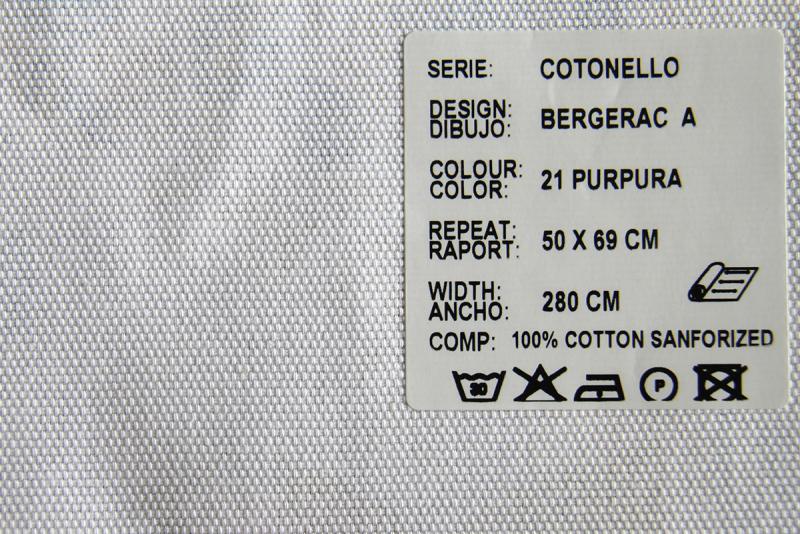 SERIE: COTONELLO
DESIGN:
DIBUJO: BERGERAC A
COLOUR:
COLOR: 21 PURPURA
REPEAT:
RAPORT: 50 X 69 CM
WIDTH:
ANCHO: 280 CM
COMP: 100% COTTON SANFORIZED
30 A P